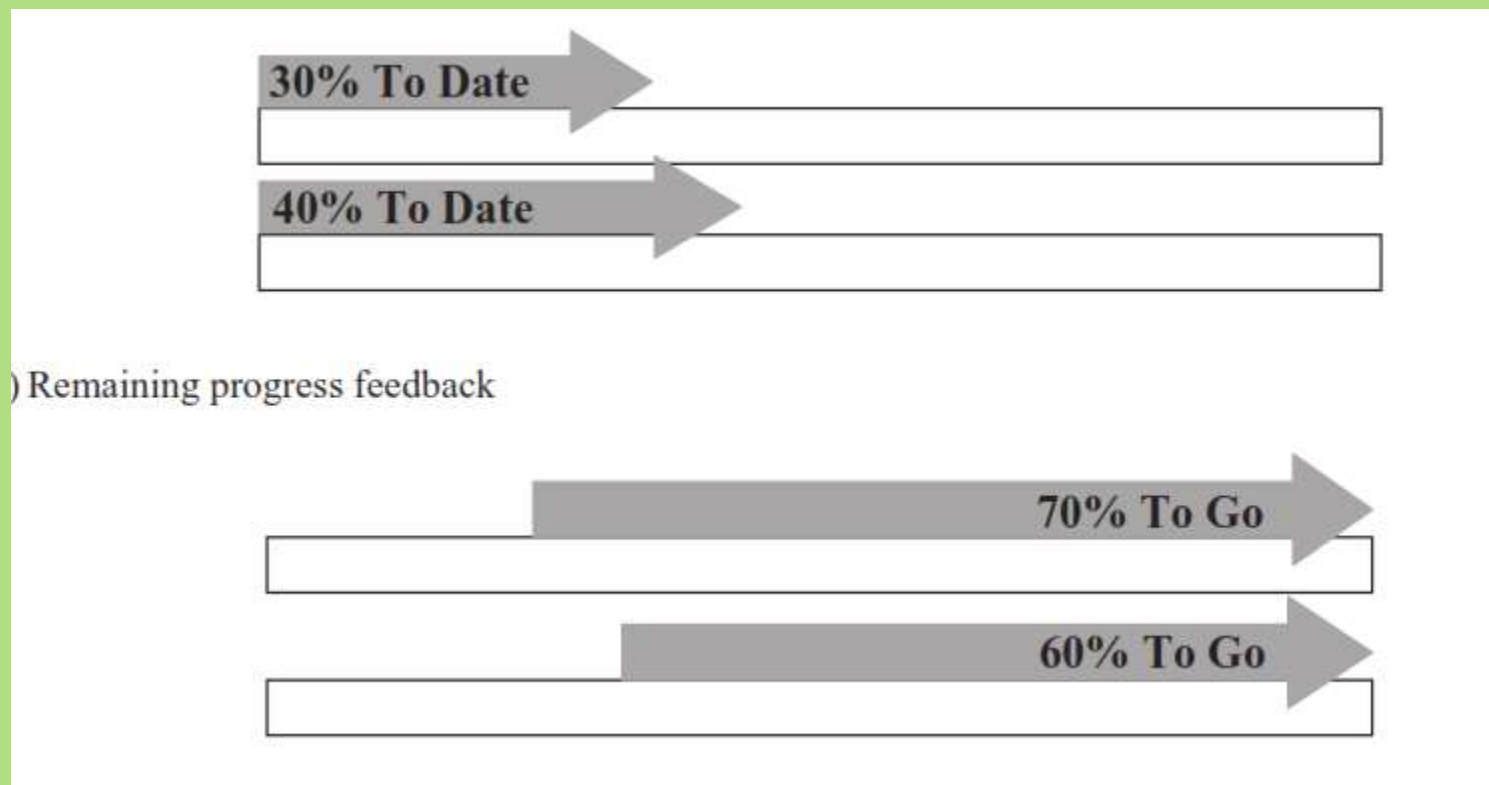 30% To Date
40% To Date
) Remaining progress feedback
70% To Go
60% To Go